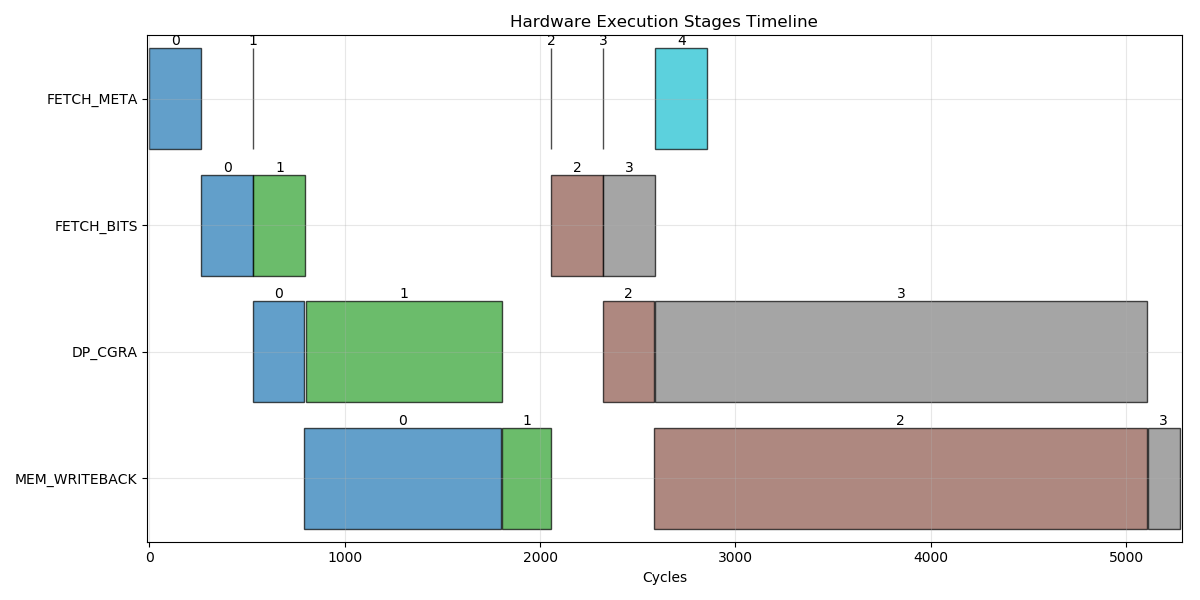 Hardware Execution Stages Timeline
0 1 2 3 4
FETCH_META
0 1 2 3
FETCH_BITS
0 1 2 3
DP_CGRA
0 1 2 3
MEM_WRITEBACK
0 1000 2000 3000 4000 5000
Cycles